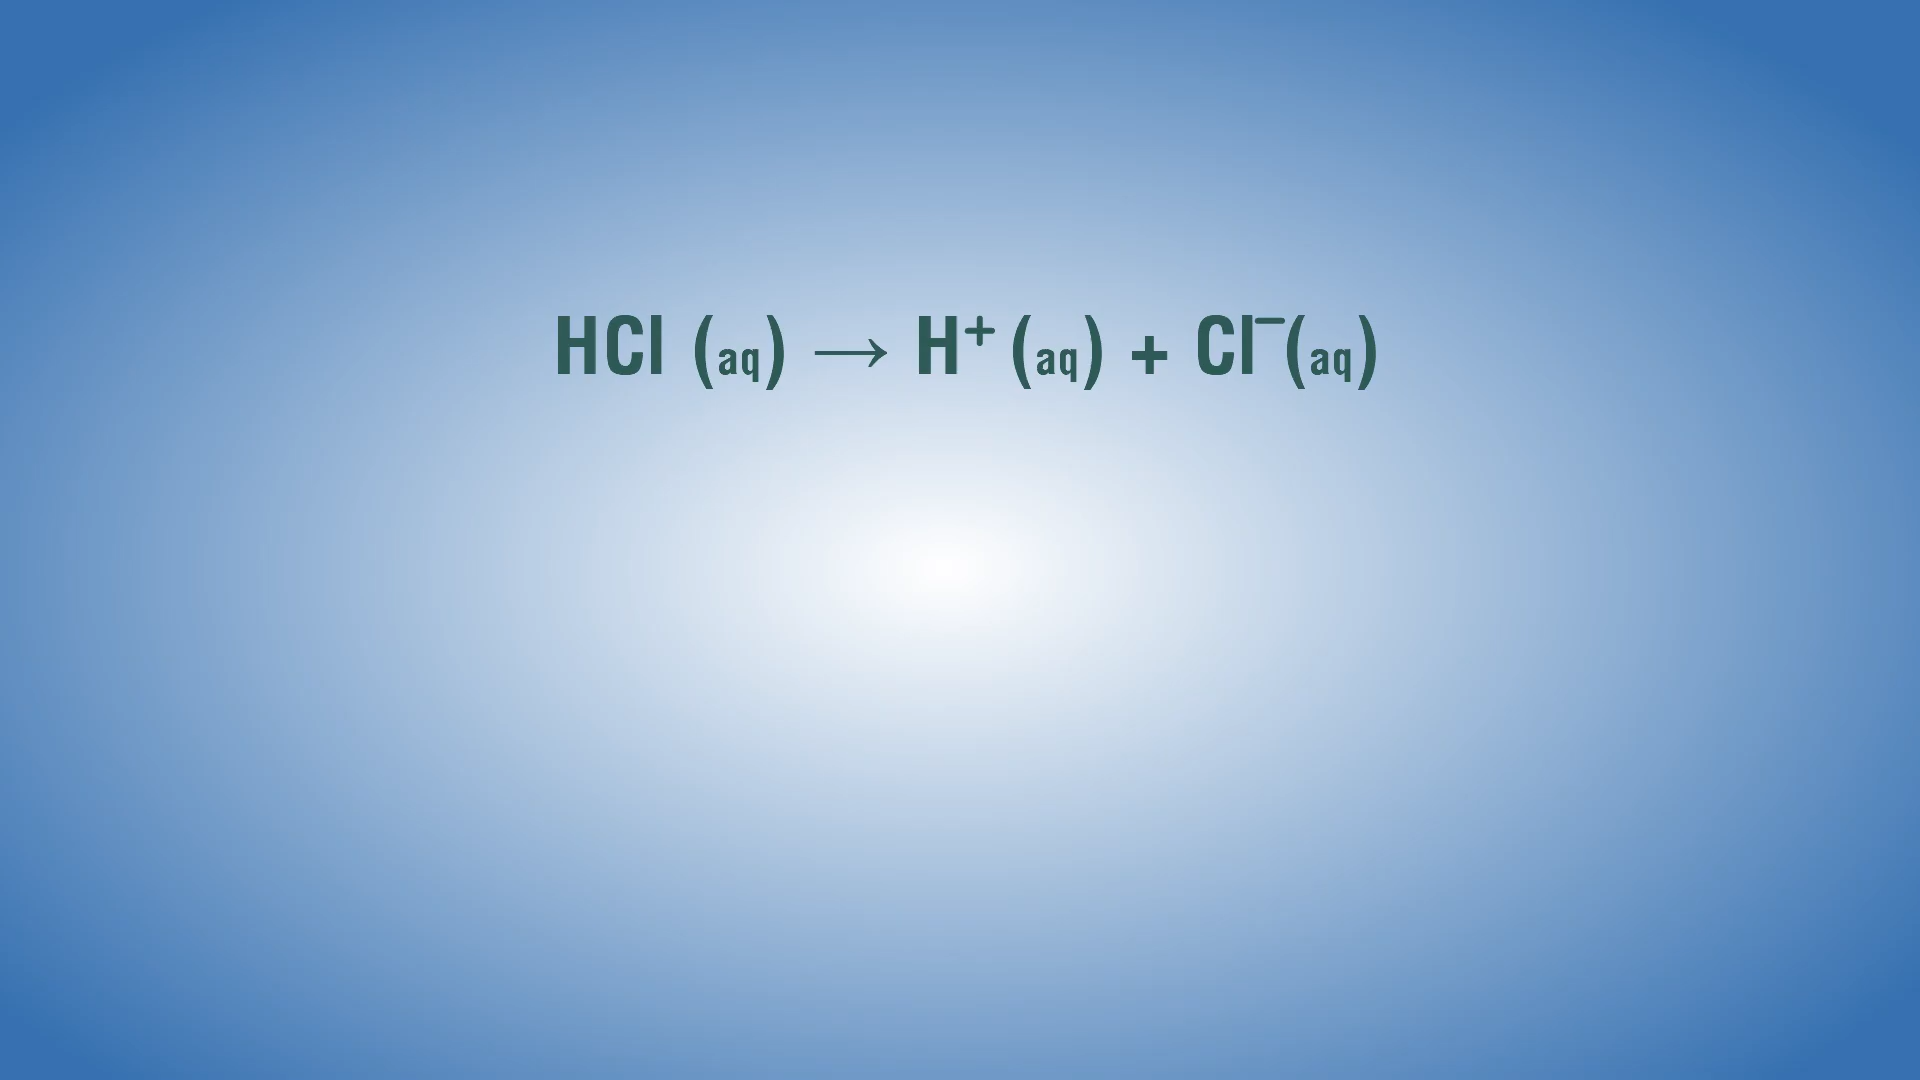 HCl (aq) → H⁺ (aq) + Cl⁻(aq)